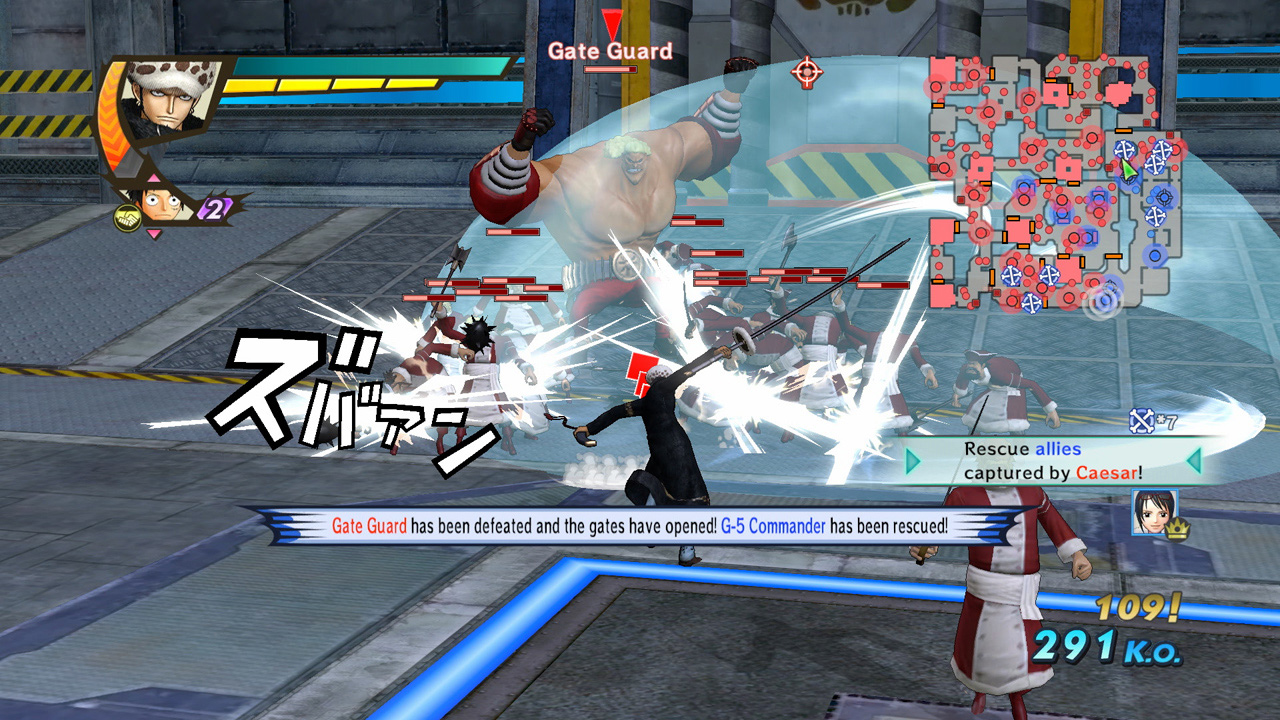 Gate Guard
2
ズバァン
*7
Rescue allies
captured by Caesar!
Gate Guard has been defeated and the gates have opened! G-5 Commander has been rescued!
109!
291 K.O.